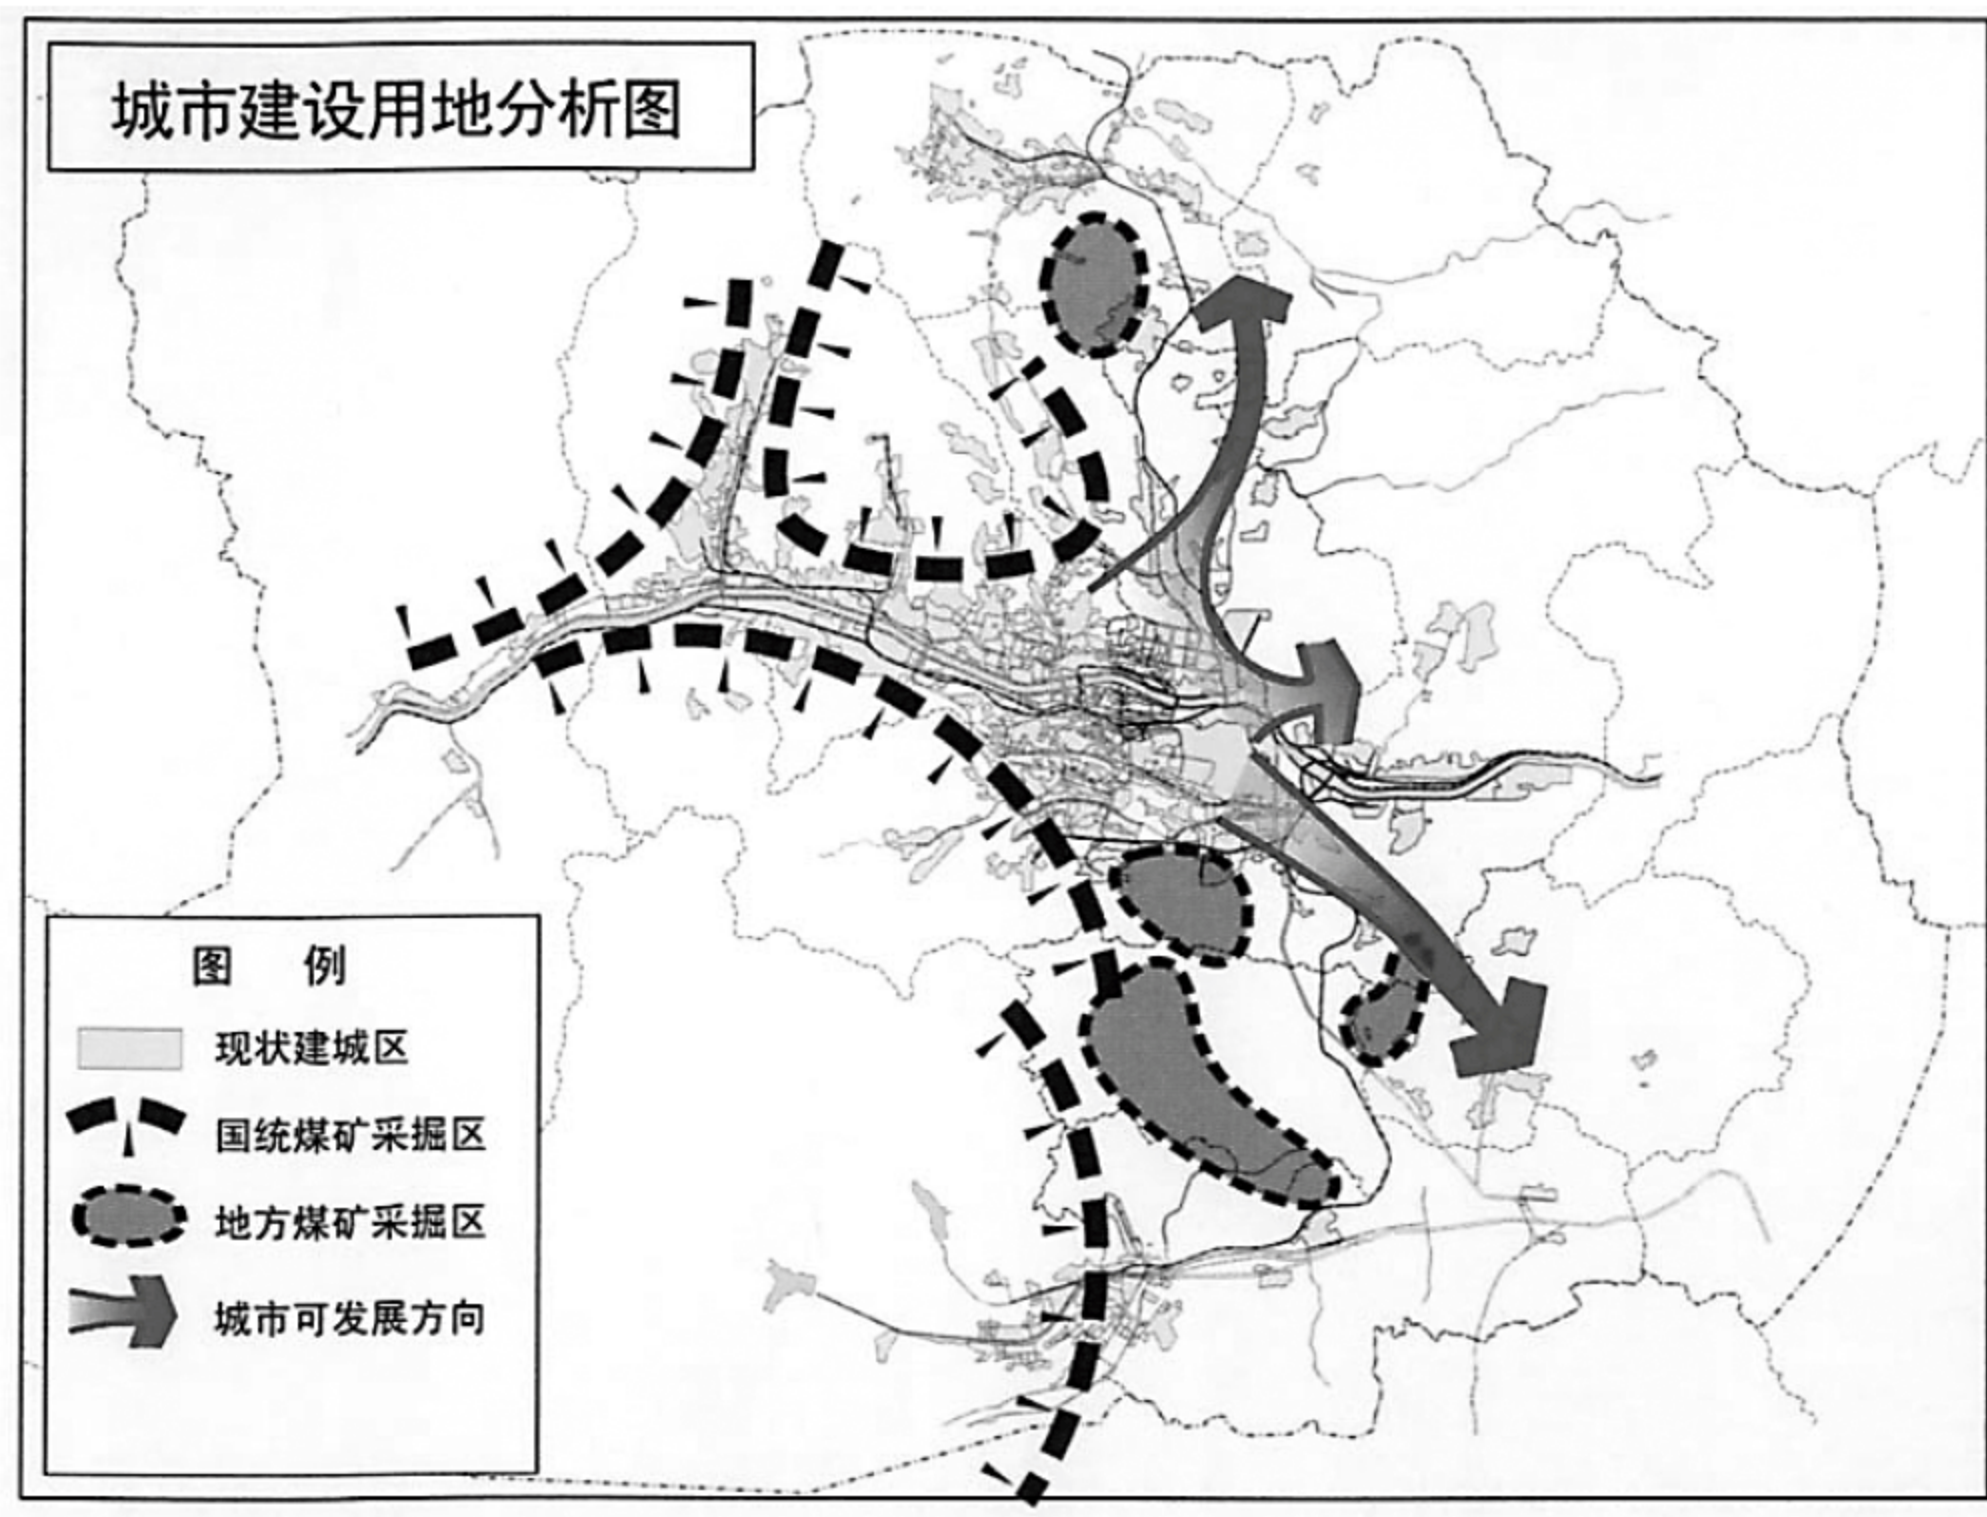 城市建设用地分析图
图 例
现状建城区
国统煤矿采掘区
地方煤矿采掘区
城市可发展方向